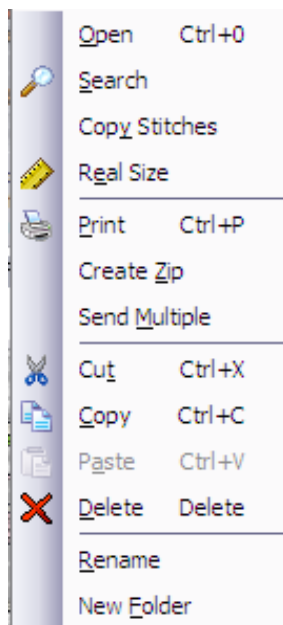 Open Ctrl+0
Search
Copy Stitches
Real Size
Print Ctrl+P
Create Zip
Send Multiple
Cut Ctrl+X
Copy Ctrl+C
Paste Ctrl+V
Delete Delete
Rename
New Folder